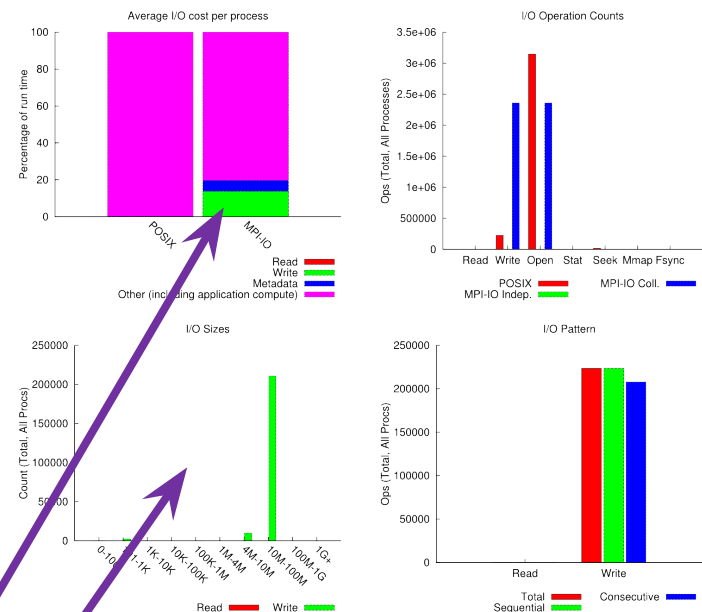 Average I/O cost per process
Percentage of run time
100
80
60
40
20
0
POSIX
MPI-IO
Read
Write
Metadata
Other (including application compute)
I/O Operation Counts
Ops (Total, All Processes)
3.5e+06
3e+06
2.5e+06
2e+06
1.5e+06
1e+06
500000
0
Read Write Open Stat Seek Mmap Fsync
POSIX
MPI-IO Indep.
MPI-IO Coll.
I/O Sizes
Count (Total, All Procs)
250000
200000
150000
100000
50000
0
0-100
101-1K
1K-10K
10K-100K
100K-1M
1M-4M
4M-10M
10M-100M
100M-1G
1G+
Read Write
I/O Pattern
Ops (Total, All Procs)
250000
200000
150000
100000
50000
0
Read Write
Total
Sequential
Consecutive